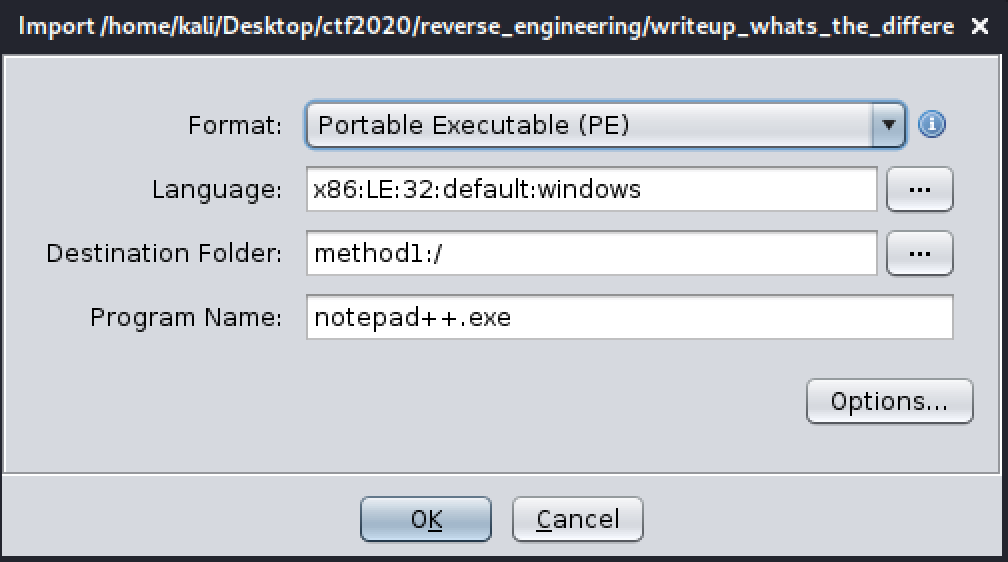 Import /home/kali/Desktop/ctf2020/reverse_engineering/writeup_whats_the_differe
Format: Portable Executable (PE)
Language: x86:LE:32:default:windows ...
Destination Folder: method1:/ ...
Program Name: notepad++.exe
Options...
OK Cancel